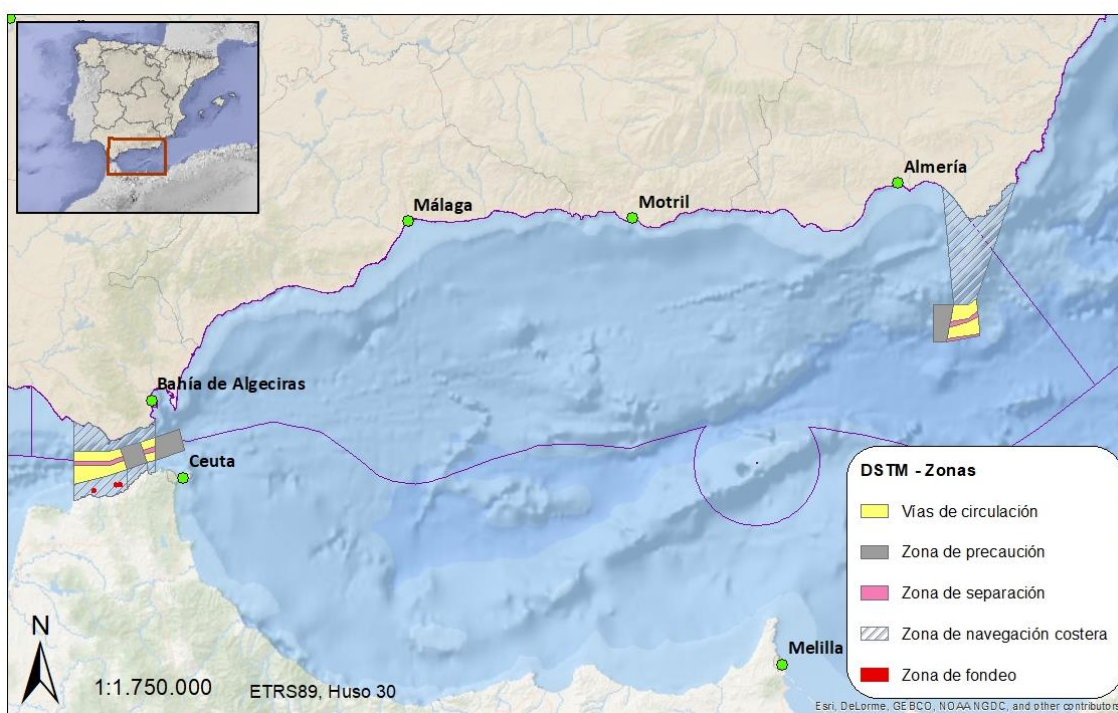 Almería
Málaga
Motril
Bahía de Algeciras
Ceuta
Melilla
N
1:1.750.000
ETRS89, Huso 30
DSTM - Zonas
Vías de circulación
Zona de precaución
Zona de separación
Zona de navegación costera
Zona de fondeo
Esri, DeLorme, GEBCO, NOAA NGDC, and other contributors